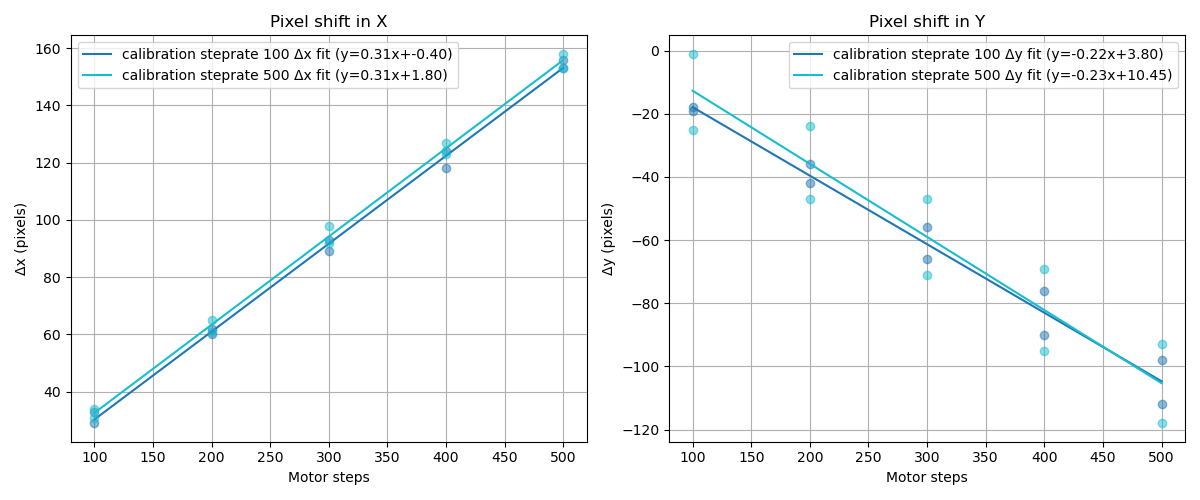 Pixel shift in X
calibration steprate 100 Δx fit (y=0.31x+-0.40)
calibration steprate 500 Δx fit (y=0.31x+1.80)
160
140
120
100
80
60
40
Δx (pixels)
100 150 200 250 300 350 400 450 500
Motor steps
Pixel shift in Y
calibration steprate 100 Δy fit (y=-0.22x+3.80)
calibration steprate 500 Δy fit (y=-0.23x+10.45)
0
−20
−40
−60
−80
−100
−120
Δy (pixels)
100 150 200 250 300 350 400 450 500
Motor steps